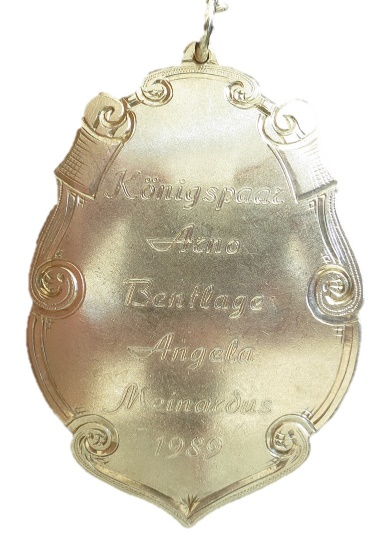 Königspaar
Arno
Bentlage
Angela
Meinardus
1989